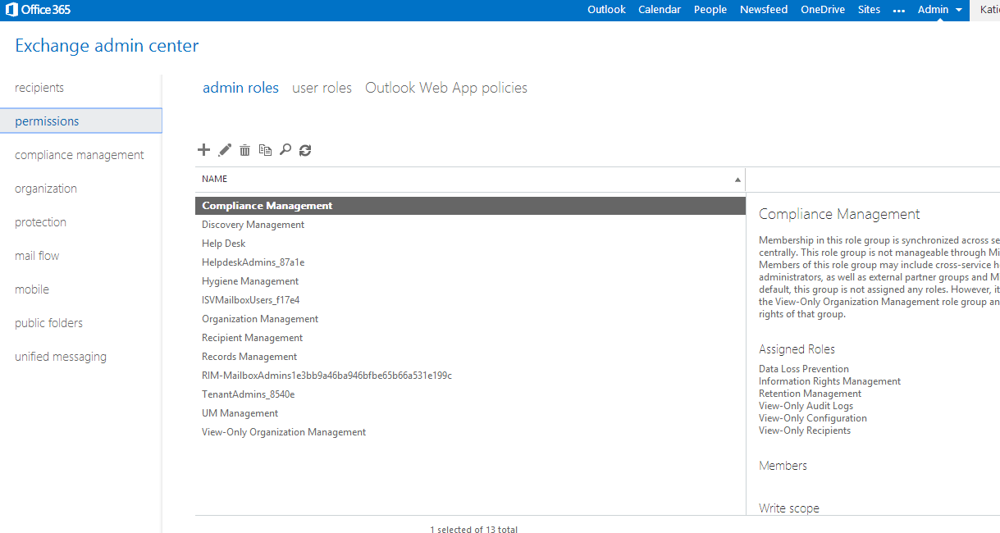 Office 365 Outlook Calendar People Newsfeed OneDrive Sites ... Admin Kati
Exchange admin center
recipients
permissions
compliance management
organization
protection
mail flow
mobile
public folders
unified messaging
admin roles user roles Outlook Web App policies
NAME
Compliance Management
Discovery Management
Help Desk
HelpdeskAdmins_87a1e
Hygiene Management
ISVMailboxUsers_f17e4
Organization Management
Recipient Management
Records Management
RIM-MailboxAdmins1e3bb9a46ba946bfbe65b66a531e199c
TenantAdmins_8540e
UM Management
View-Only Organization Management
1 selected of 13 total
Compliance Management
Membership in this role group is synchronized across se
centrally. This role group is not manageable through Mi
Members of this role group may include cross-service h
administrators, as well as external partner groups and M
default, this group is not assigned any roles. However, it
the View-Only Organization Management role group an
rights of that group.
Assigned Roles
Data Loss Prevention
Information Rights Management
Retention Management
View-Only Audit Logs
View-Only Configuration
View-Only Recipients
Members
Write scope